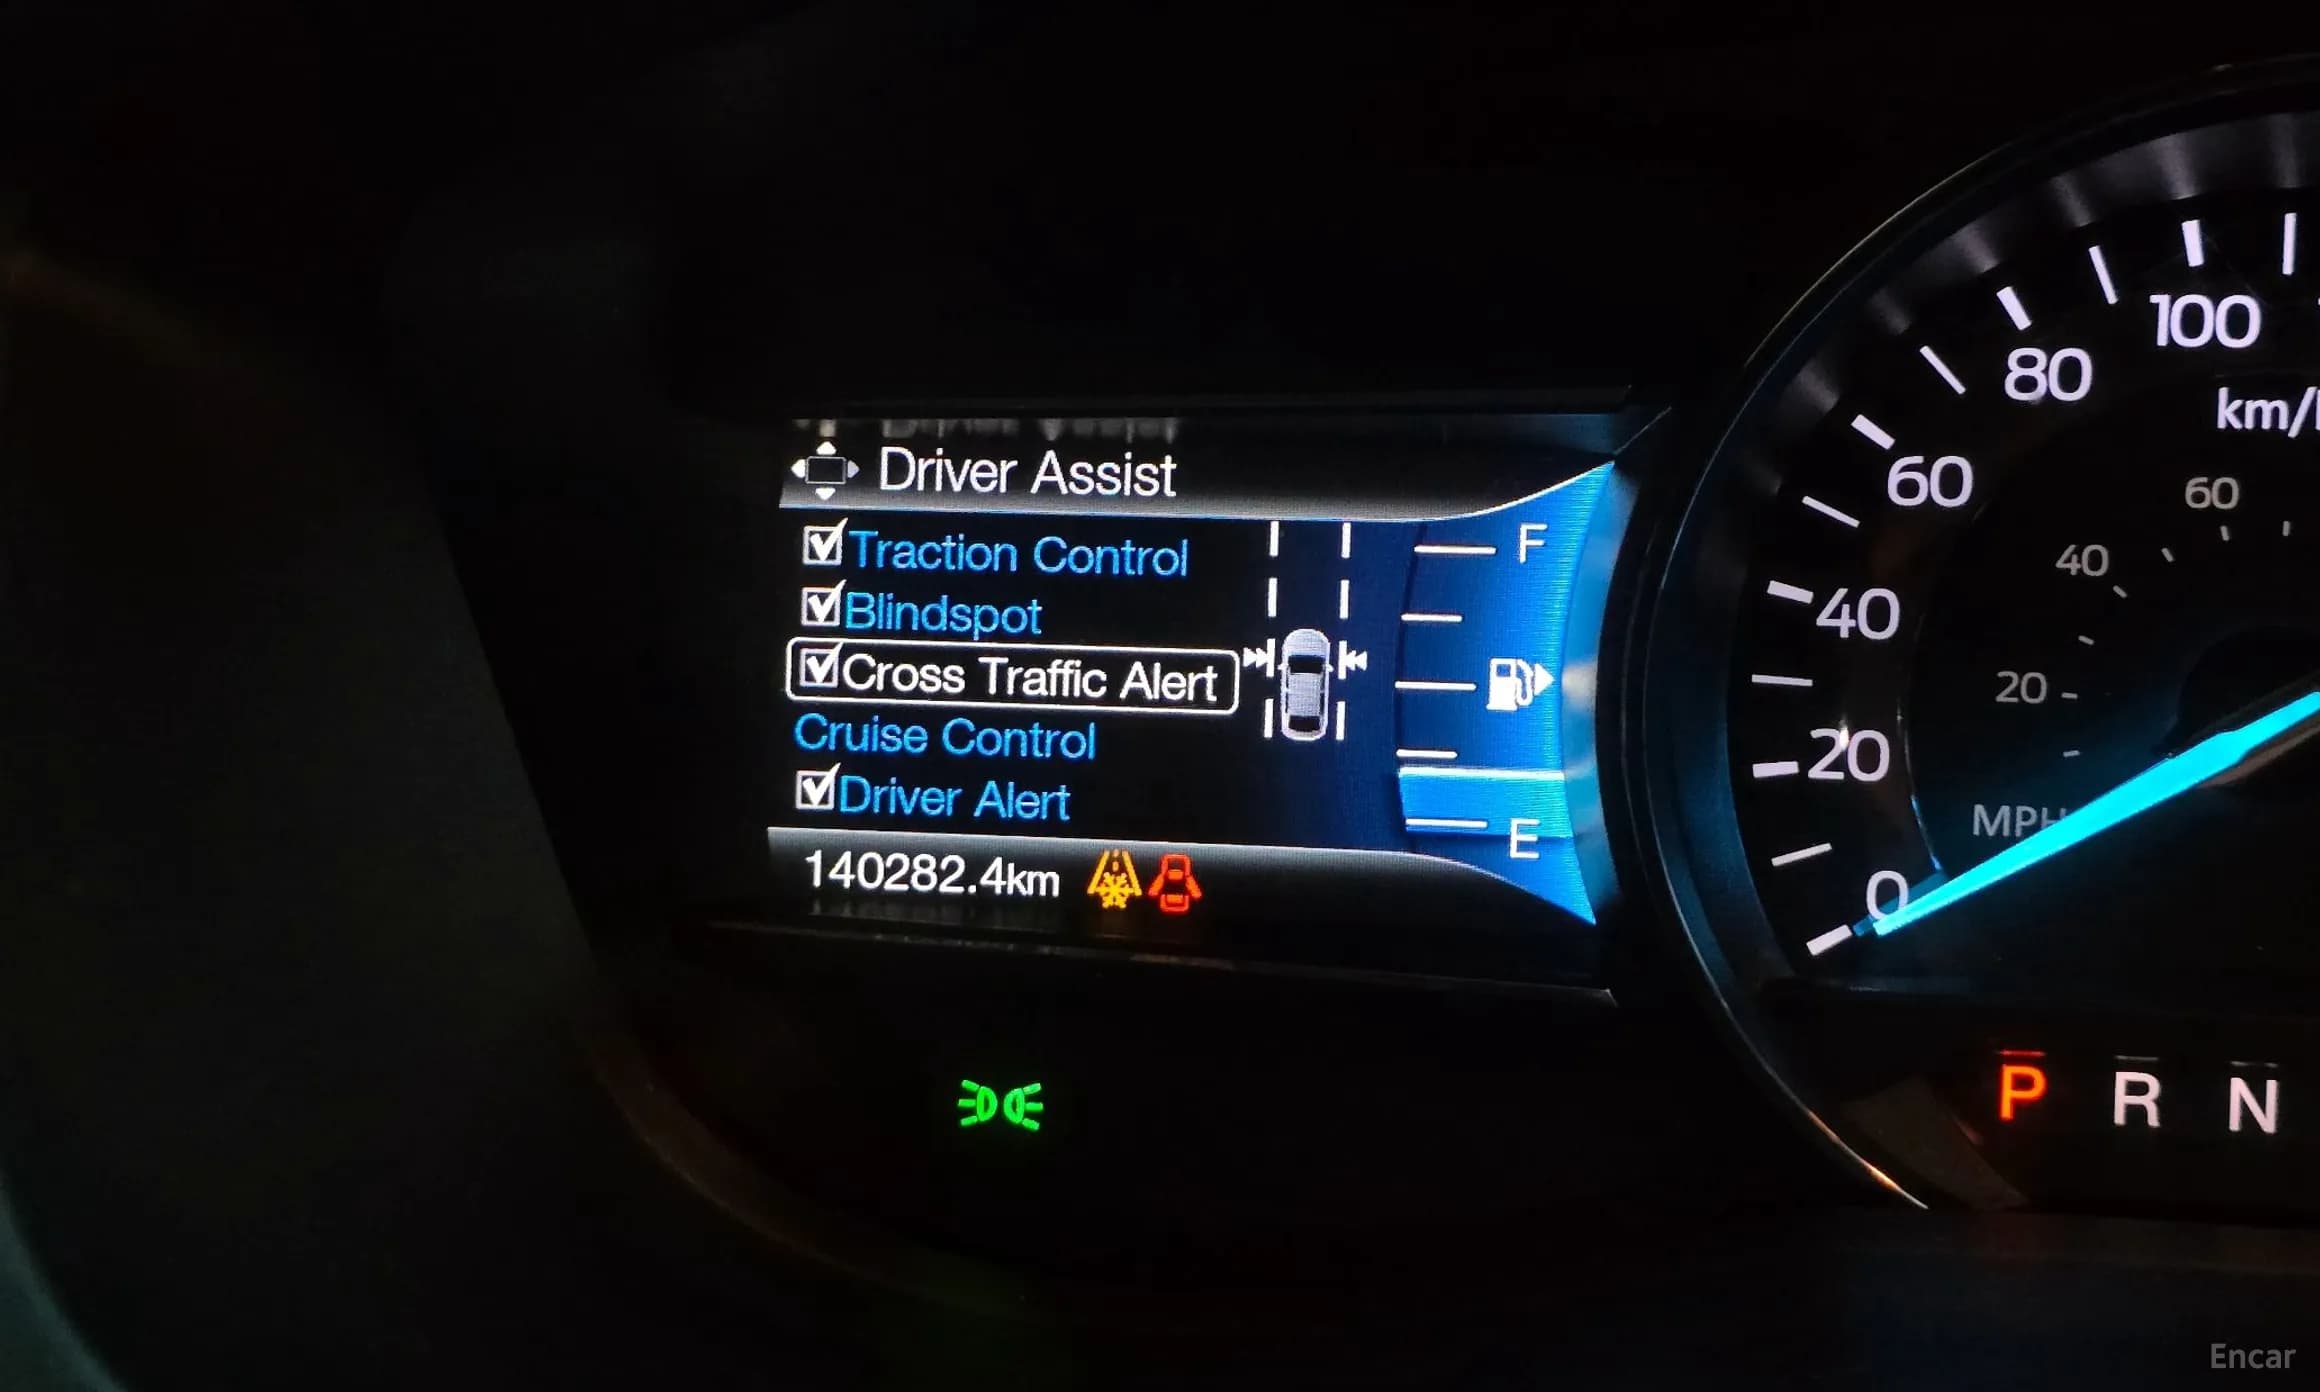 Driver Assist
Traction Control
Blindspot
Cross Traffic Alert
Cruise Control
Driver Alert
140282.4km
F
E
100
80
km/
60
60
40
40
20
20
MPH
0
P R N
Encar